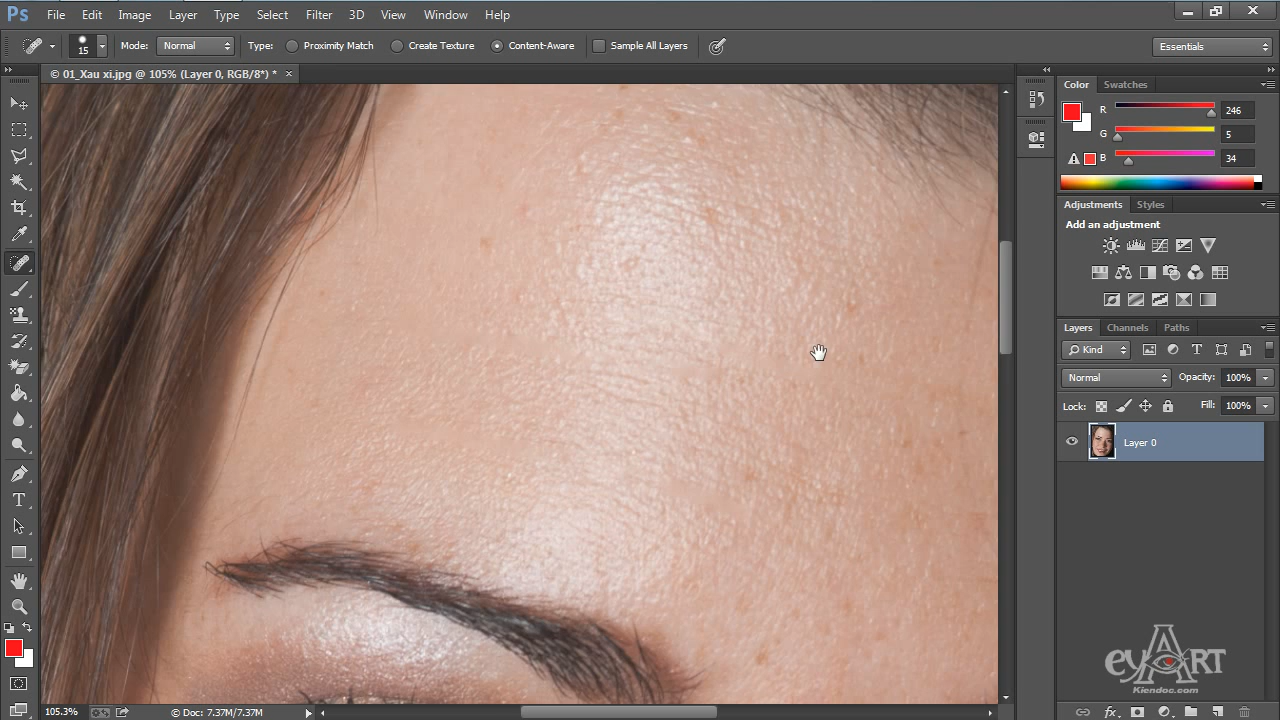 Ps File Edit Image Layer Type Select Filter 3D View Window Help
15 Mode: Normal Type: Proximity Match Create Texture Content-Aware Sample All Layers Essentials
© 01_Xau xi.jpg @ 105% (Layer 0, RGB/8*) * ×
Color Swatches
R 246
G 5
B 34
Adjustments Styles
Add an adjustment
Layers Channels Paths
Kind
Normal Opacity: 100%
Lock: Fill: 100%
Layer 0
eyART
Kiendoc.com
105.3% © Doc: 7.37M/7.37M
fx